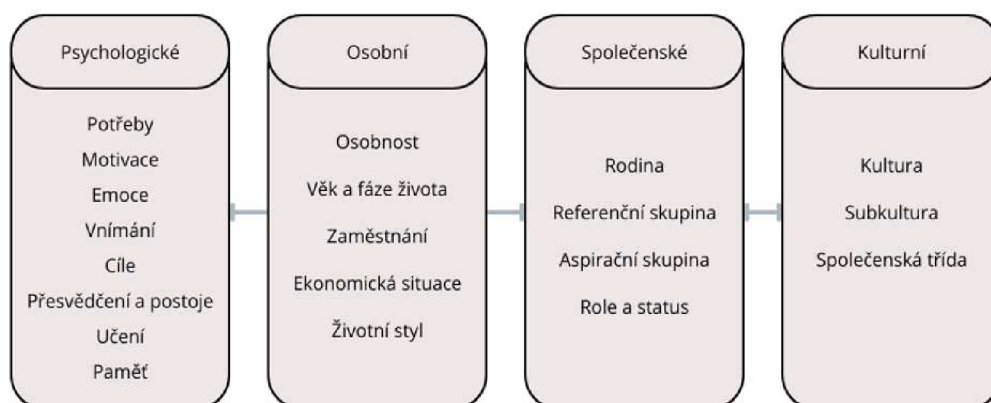 Psychologické
Potřeby
Motivace
Emoce
Vnímání
Cíle
Přesvědčení a postoje
Učení
Paměť
Osobní
Osobnost
Věk a fáze života
Zaměstnání
Ekonomická situace
Životní styl
Společenské
Rodina
Referenční skupina
Aspirační skupina
Role a status
Kulturní
Kultura
Subkultura
Společenská třída